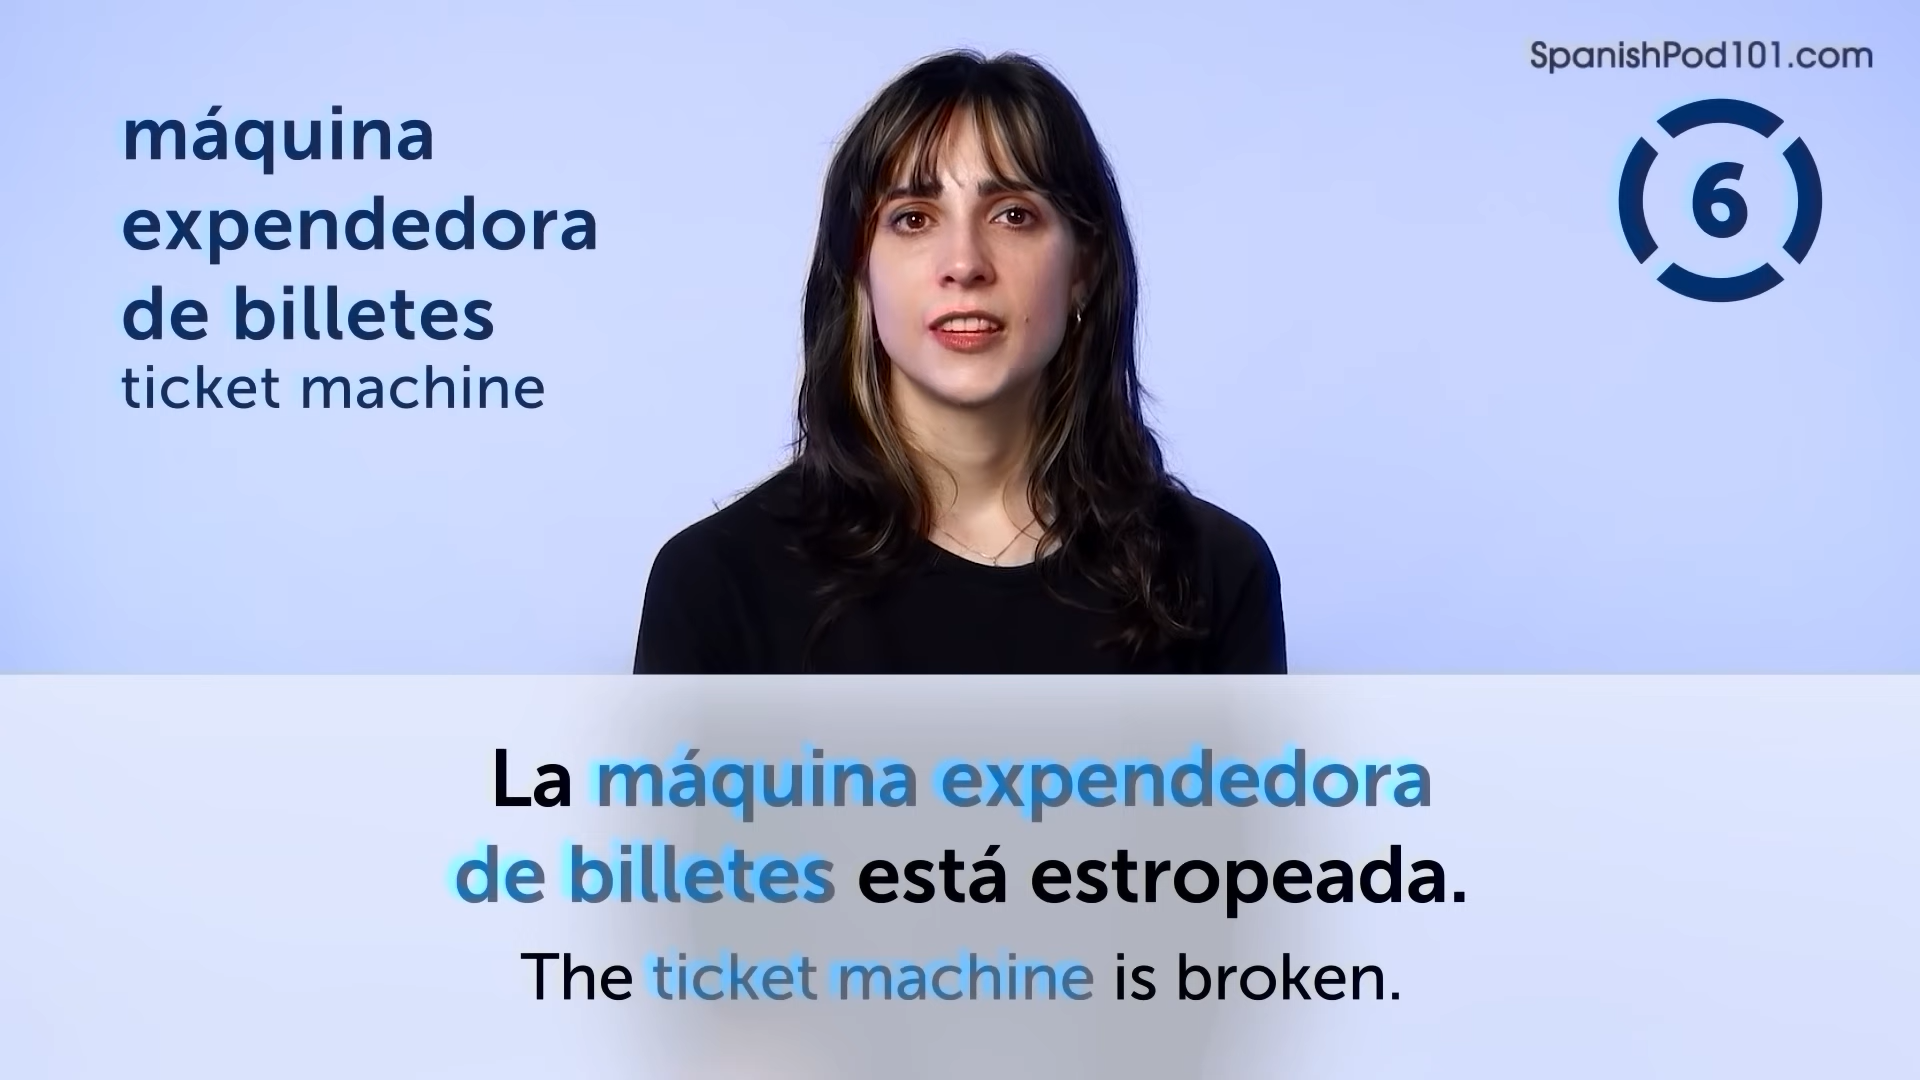 SpanishPod101.com
máquina
expendedora
de billetes
ticket machine
6
La máquina expendedora
de billetes está estropeada.
The ticket machine is broken.